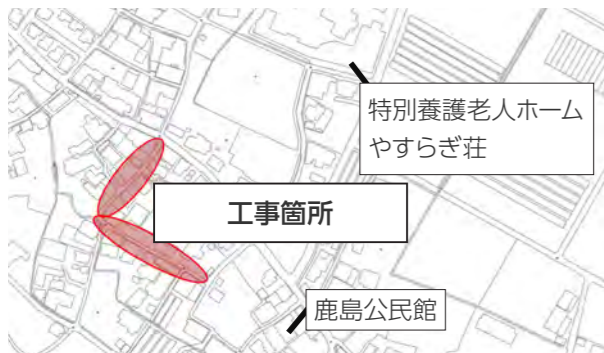 特別養護老人ホーム
やすらぎ荘
工事箇所
鹿島公民館